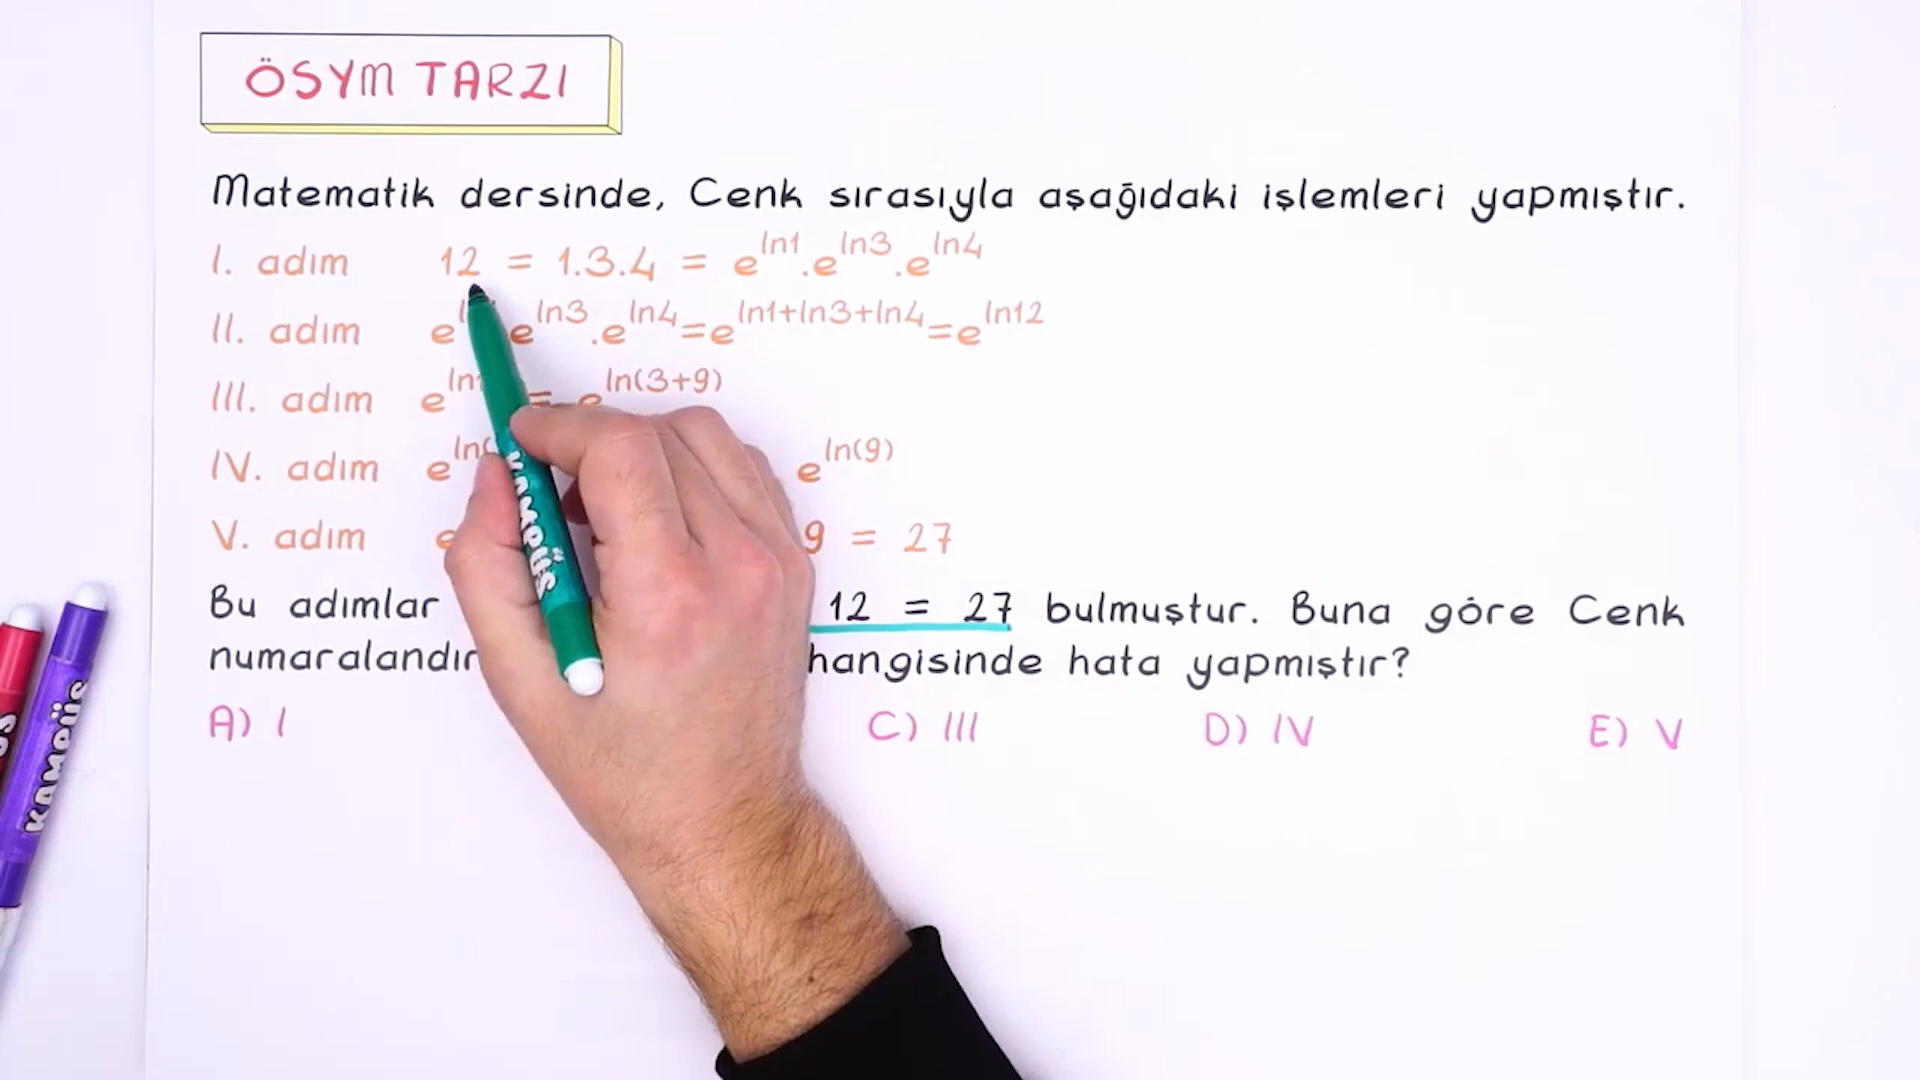 ÖSYM TARZI
Matematik dersinde, Cenk sırasıyla aşağıdaki işlemleri yapmıştır.
I. adım 12 = 1.3.4 = e^ln1 . e^ln3 . e^ln4
II. adım e e^ln3 . e^ln4 = e^ln1+ln3+ln4 = e^ln12
III. adım e = e^ln(3+9)
IV. adım e e^ln(9)
V. adım 9 = 27
Bu adımlar 12 = 27 bulmuştur. Buna göre Cenk
hangisinde hata yapmıştır?
A) I C) III D) IV E) V
KAMPÜS
KAMPÜS